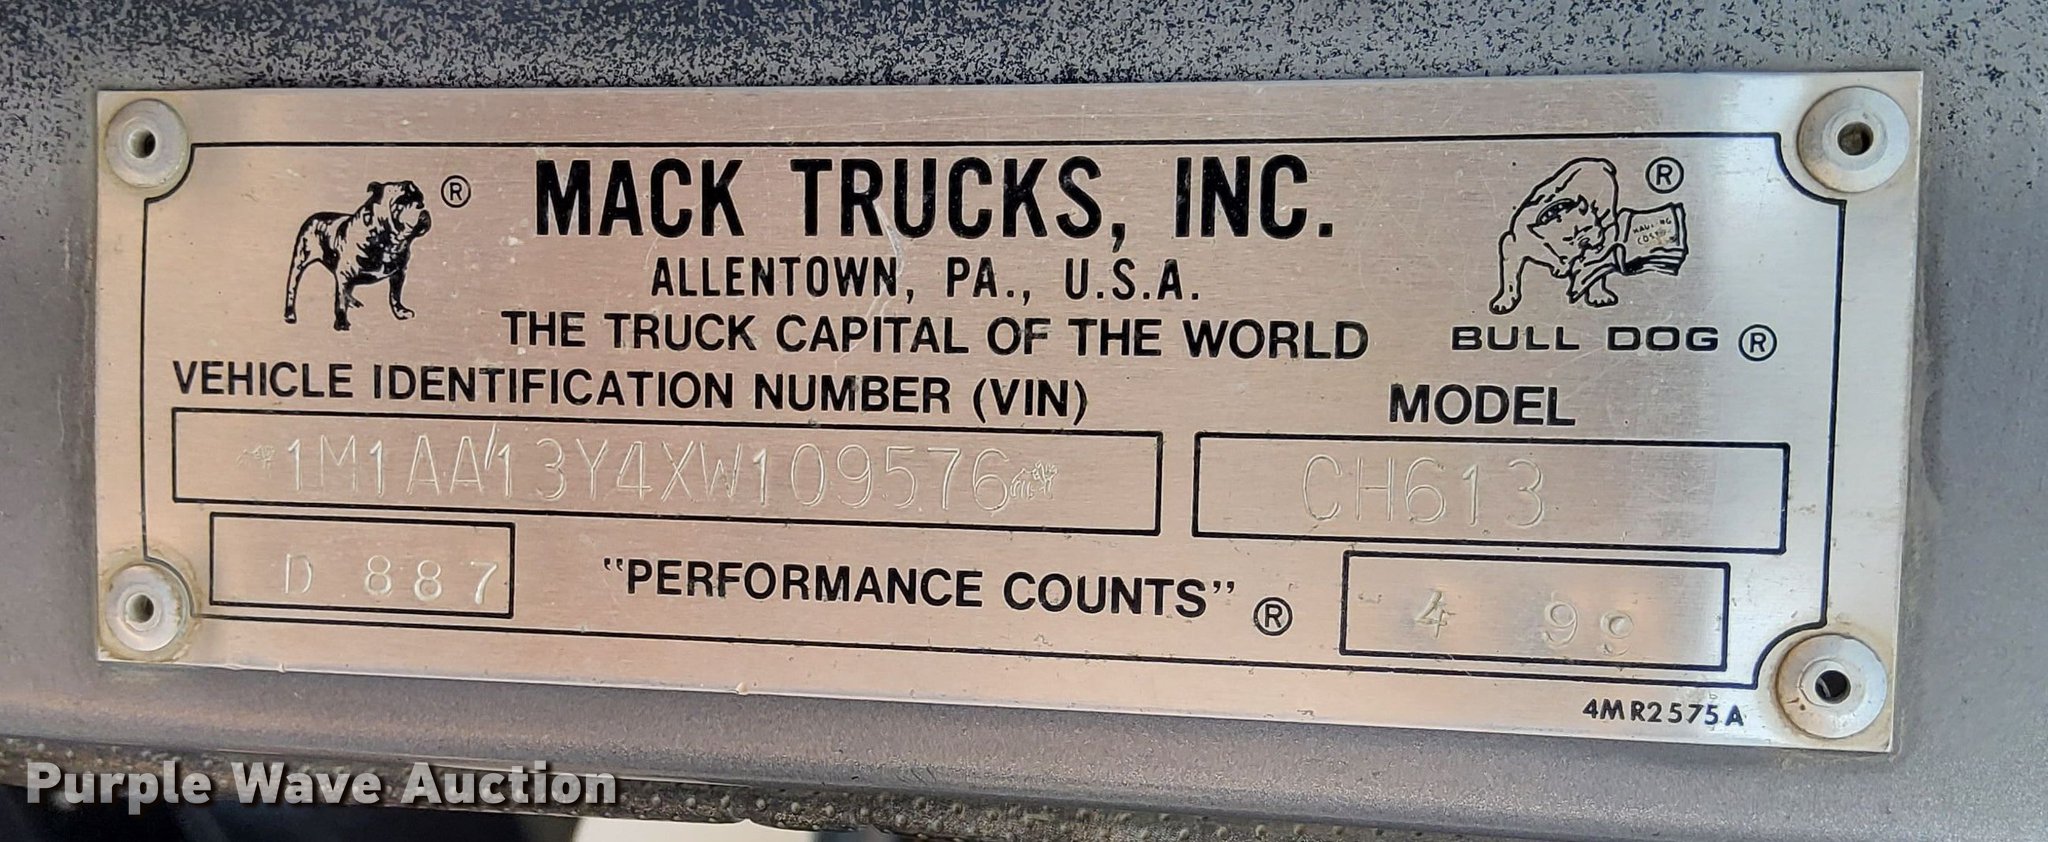 ® MACK TRUCKS, INC. ®
ALLENTOWN, PA., U.S.A.
THE TRUCK CAPITAL OF THE WORLD
BULL DOG ®
VEHICLE IDENTIFICATION NUMBER (VIN)
MODEL
1M1AA13Y4XW109576
CH613
D 887
"PERFORMANCE COUNTS" ®
4 99
4MR2575A
Purple Wave Auction